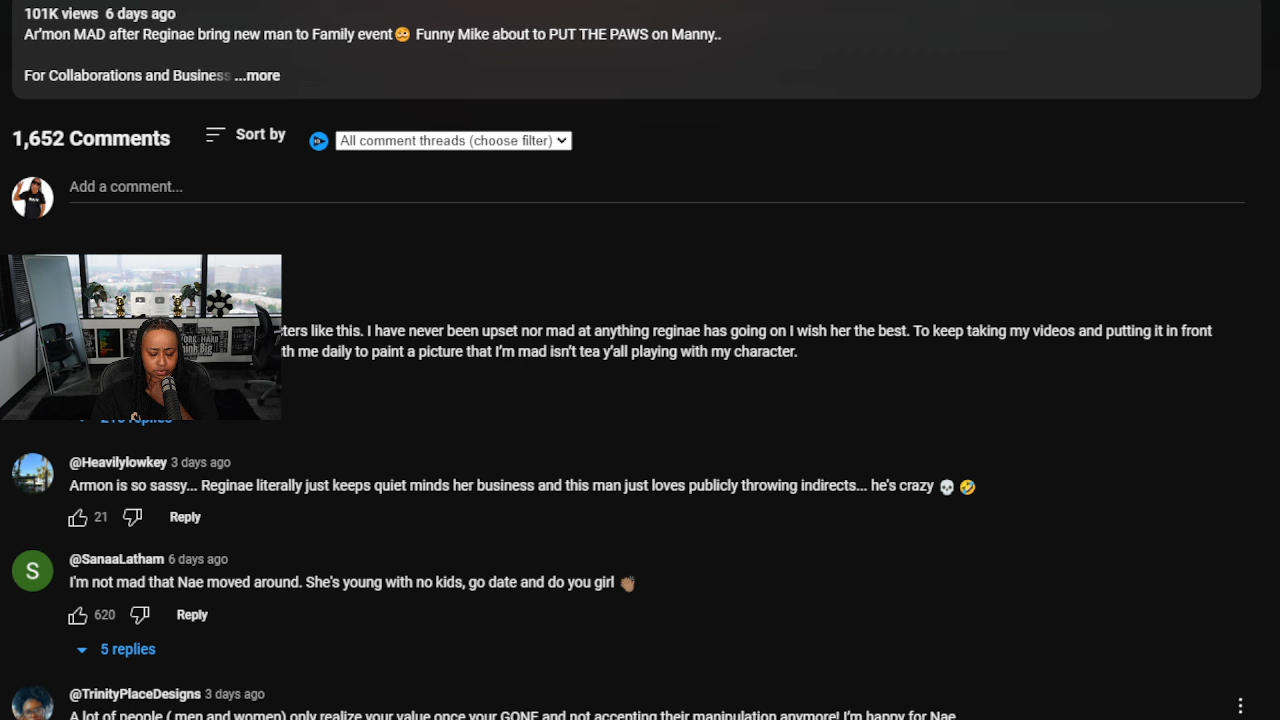 101K views 6 days ago
Ar'mon MAD after Reginae bring new man to Family event🥴 Funny Mike about to PUT THE PAWS on Manny..
For Collaborations and Business ...more
1,652 Comments
Sort by
All comment threads (choose filter)
Add a comment...
ters like this. I have never been upset nor mad at anything reginae has going on I wish her the best. To keep taking my videos and putting it in front
th me daily to paint a picture that I'm mad isn't tea y'all playing with my character.
replies
@Heavilylowkey 3 days ago
Armon is so sassy... Reginae literally just keeps quiet minds her business and this man just loves publicly throwing indirects... he's crazy 💀 🤣
21 Reply
@SanaaLatham 6 days ago
I'm not mad that Nae moved around. She's young with no kids, go date and do you girl 👏🏽
S
620 Reply
5 replies
@TrinityPlaceDesigns 3 days ago
A lot of people ( men and women) only realize your value once your GONE and not accepting their manipulation anymore! I'm happy for Nae